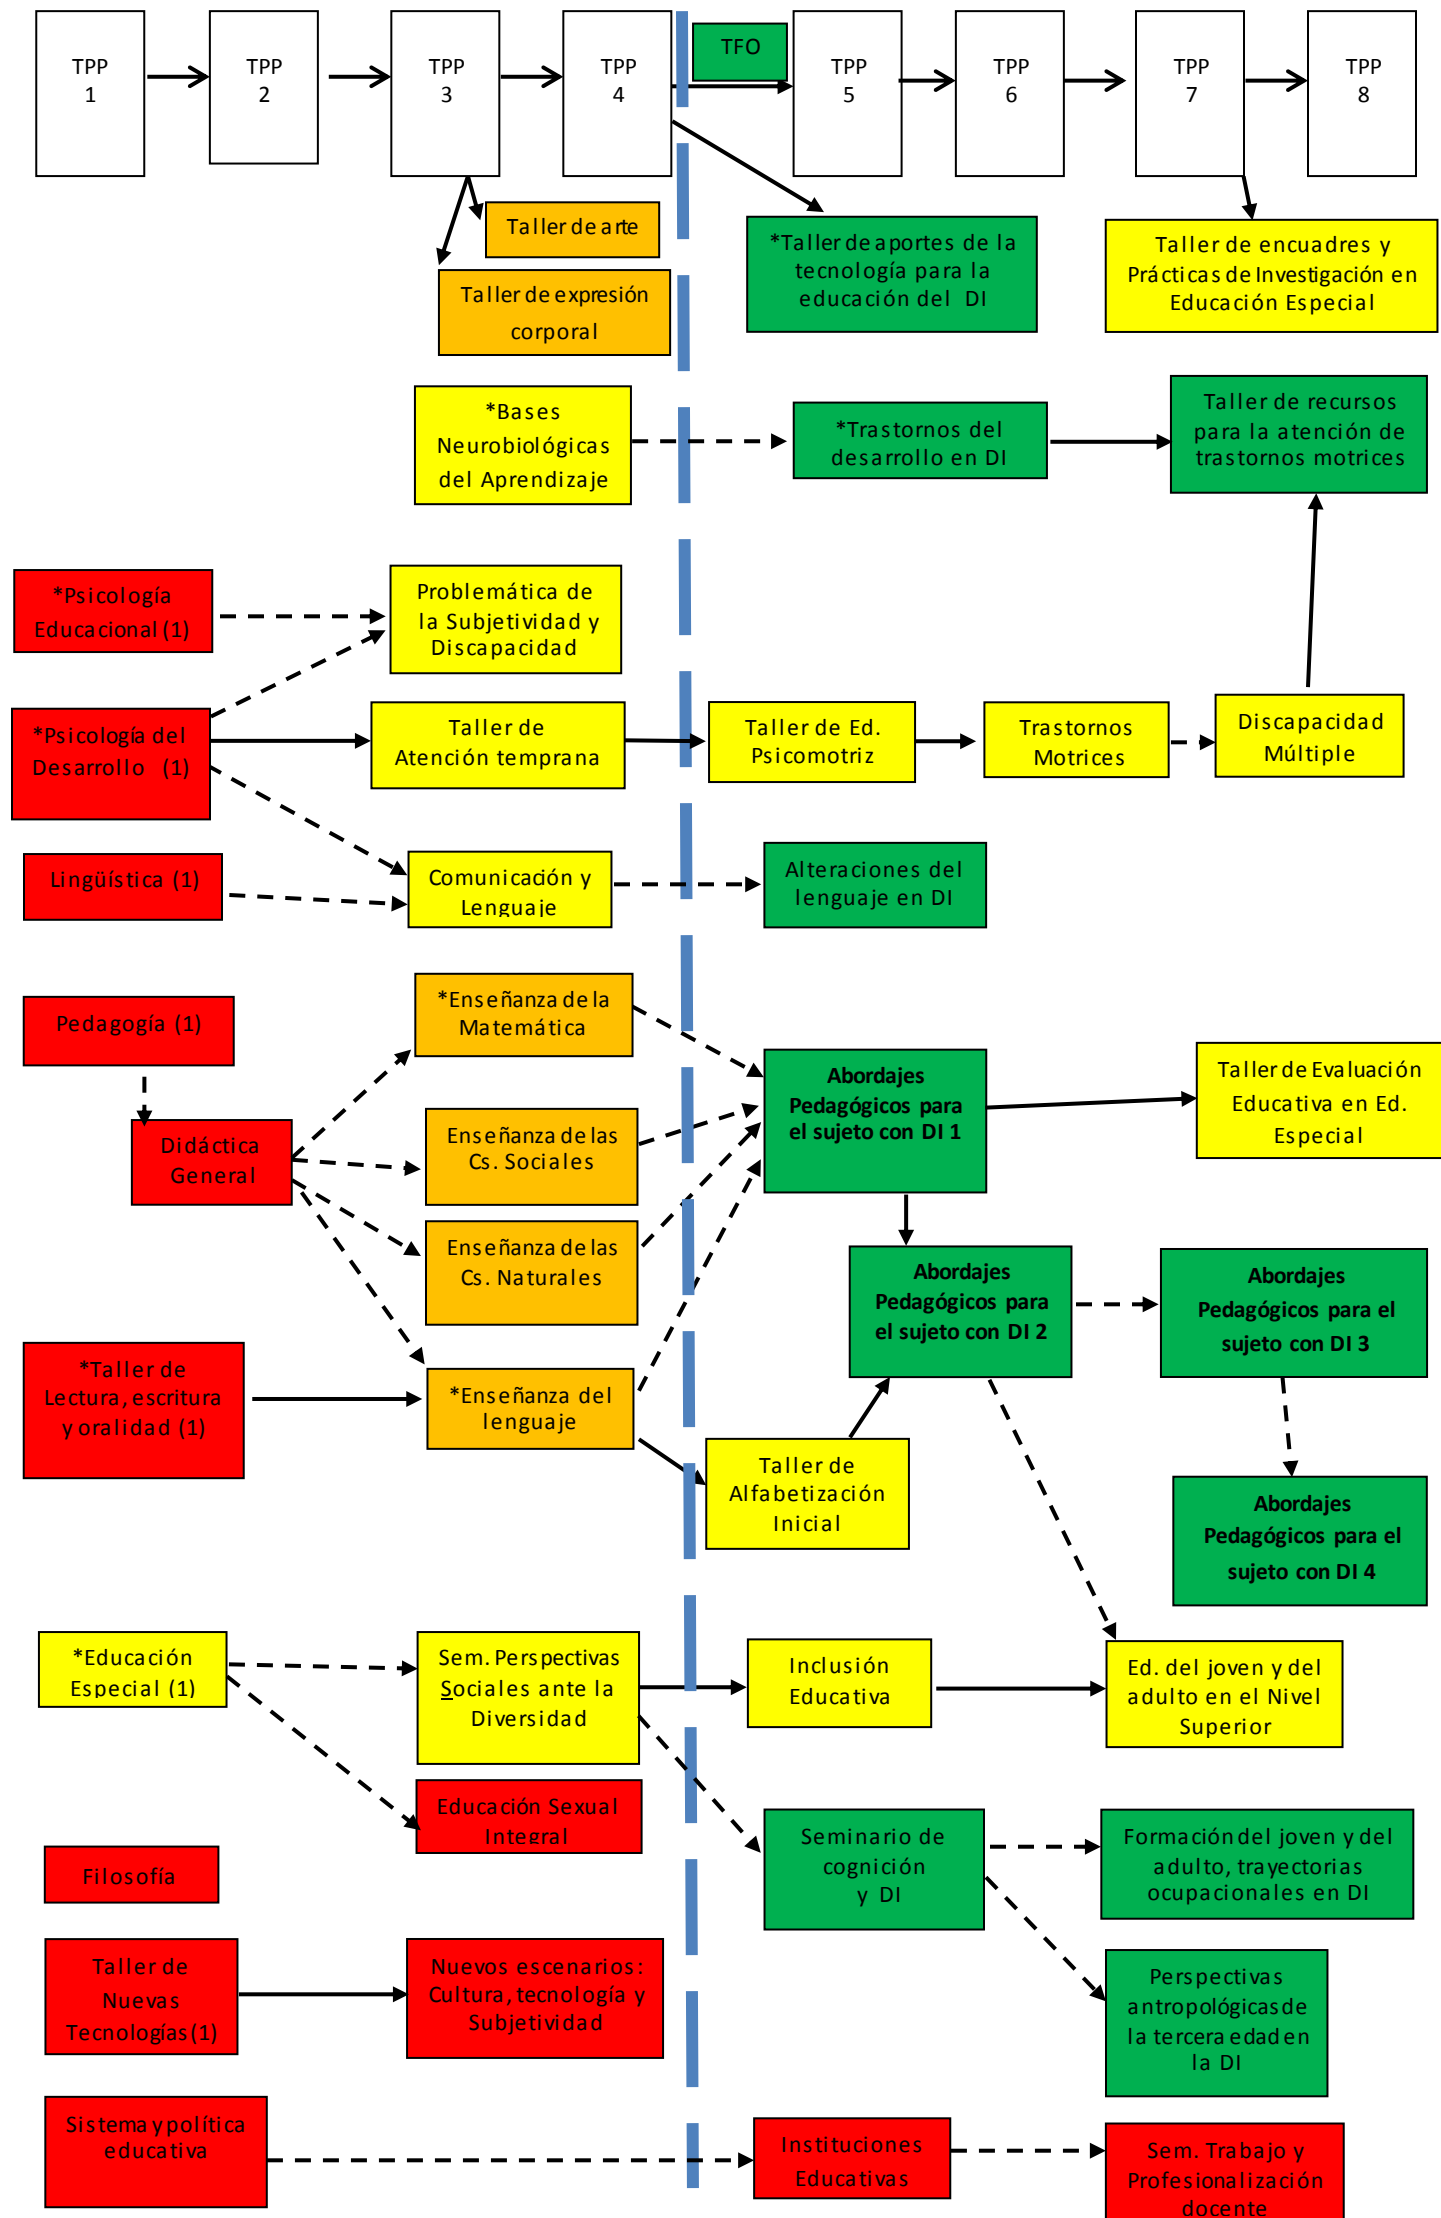 TPP
1
TPP
2
TPP
3
TPP
4
TFO
TPP
5
TPP
6
TPP
7
TPP
8
Taller de arte
Taller de expresión
corporal
*Taller de aportes de la
tecnología para la
educación del DI
Taller de encuadres y
Prácticas de Investigación en
Educación Especial
*Bases
Neurobiológicas
del Aprendizaje
*Trastornos del
desarrollo en DI
Taller de recursos
para la atención de
trastornos motrices
*Psicología
Educacional (1)
Problemática de
la Subjetividad y
Discapacidad
*Psicología del
Desarrollo (1)
Taller de
Atención temprana
Taller de Ed.
Psicomotriz
Trastornos
Motrices
Discapacidad
Múltiple
Lingüística (1)
Comunicación y
Lenguaje
Alteraciones del
lenguaje en DI
Pedagogía (1)
*Enseñanza de la
Matemática
Didáctica
General
Enseñanza de las
Cs. Sociales
Abordajes
Pedagógicos para
el sujeto con DI 1
Taller de Evaluación
Educativa en Ed.
Especial
Enseñanza de las
Cs. Naturales
Abordajes
Pedagógicos para
el sujeto con DI 2
Abordajes
Pedagógicos para el
sujeto con DI 3
*Taller de
Lectura, escritura
y oralidad (1)
*Enseñanza del
lenguaje
Taller de
Alfabetización
Inicial
Abordajes
Pedagógicos para el
sujeto con DI 4
*Educación
Especial (1)
Sem. Perspectivas
Sociales ante la
Diversidad
Inclusión
Educativa
Ed. del joven y del
adulto en el Nivel
Superior
Educación Sexual
Integral
Filosofía
Seminario de
cognición
y DI
Formación del joven y del
adulto, trayectorias
ocupacionales en DI
Taller de
Nuevas
Tecnologías (1)
Nuevos escenarios:
Cultura, tecnología y
Subjetividad
Perspectivas
antropológicas de
la tercera edad en
la DI
Sistema y política
educativa
Instituciones
Educativas
Sem. Trabajo y
Profesionalización
docente